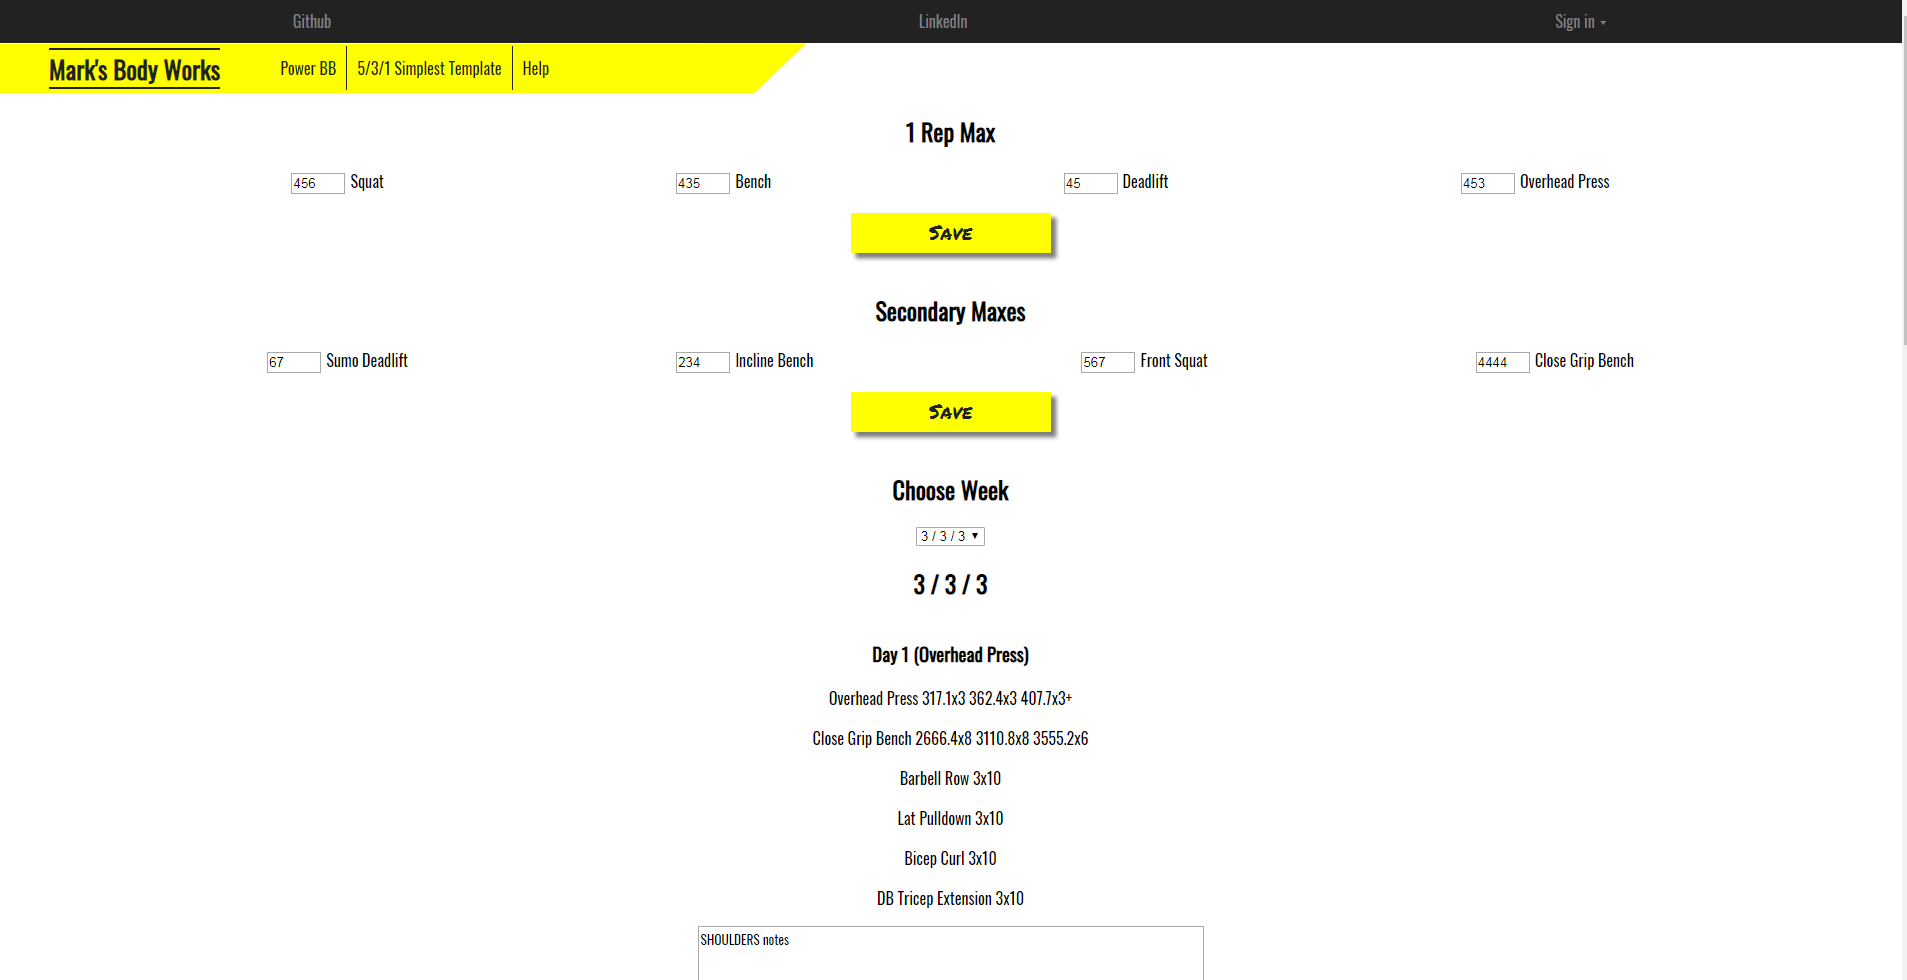 Github LinkedIn Sign in
Mark's Body Works Power BB 5/3/1 Simplest Template Help
1 Rep Max
456 Squat 435 Bench 45 Deadlift 453 Overhead Press
Save
Secondary Maxes
67 Sumo Deadlift 234 Incline Bench 567 Front Squat 4444 Close Grip Bench
Save
Choose Week
3 / 3 / 3
3 / 3 / 3
Day 1 (Overhead Press)
Overhead Press 317.1x3 362.4x3 407.7x3+
Close Grip Bench 2666.4x8 3110.8x8 3555.2x6
Barbell Row 3x10
Lat Pulldown 3x10
Bicep Curl 3x10
DB Tricep Extension 3x10
SHOULDERS notes